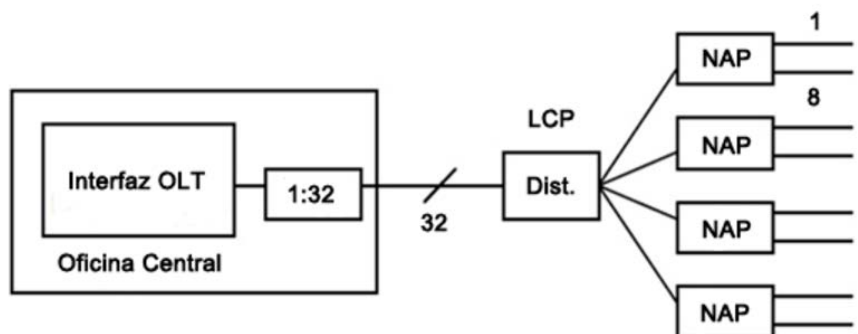 Interfaz OLT
1:32
Oficina Central
32
LCP
Dist.
NAP
1
8
NAP
NAP
NAP